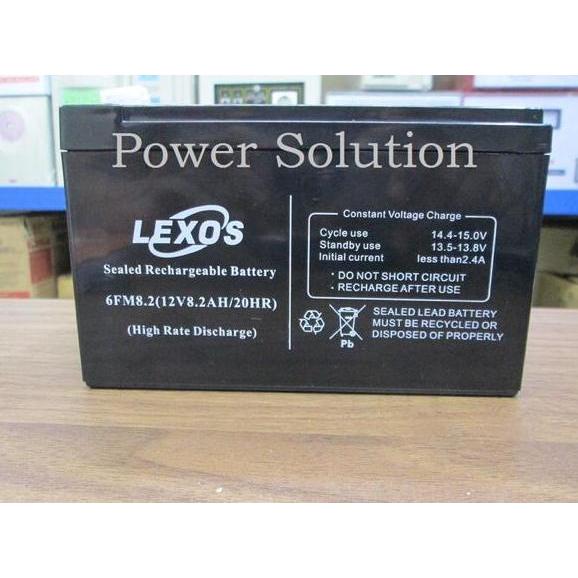 Power Solution
LEXOS
Sealed Rechargeable Battery
6FM8.2(12V8.2AH/20HR)
(High Rate Discharge)
Constant Voltage Charge
Cycle use 14.4-15.0V
Standby use 13.5-13.8V
Initial current less than2.4A
· DO NOT SHORT CIRCUIT
· RECHARGE AFTER USE
Pb
SEALED LEAD BATTERY
MUST BE RECYCLED OR
DISPOSED OF PROPERLY